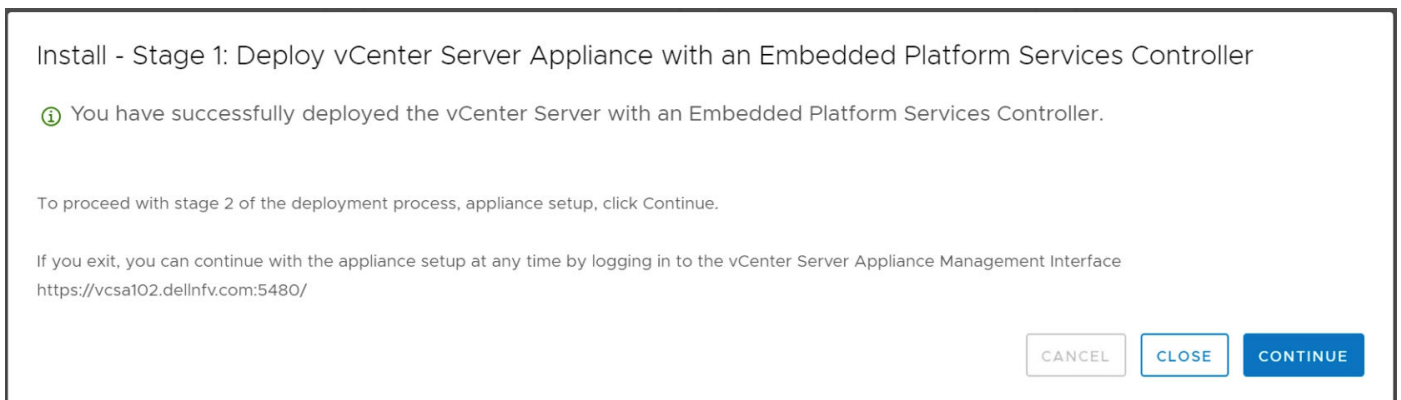 Install - Stage 1: Deploy vCenter Server Appliance with an Embedded Platform Services Controller
You have successfully deployed the vCenter Server with an Embedded Platform Services Controller.
To proceed with stage 2 of the deployment process, appliance setup, click Continue.
If you exit, you can continue with the appliance setup at any time by logging in to the vCenter Server Appliance Management Interface
https://vcsa102.dellnfv.com:5480/
CANCEL CLOSE CONTINUE